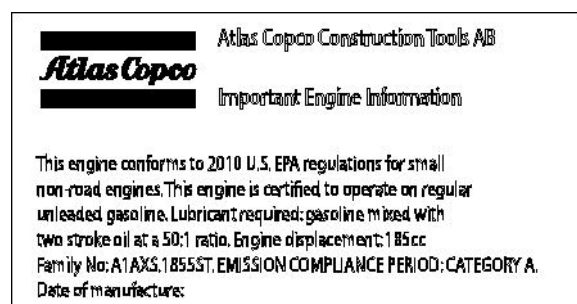 Atlas Copco Construction Tools AB
Atlas Copco
Important Engine Information
This engine conforms to 2010 U.S. EPA regulations for small
non-road engines. This engine is certified to operate on regular
unleaded gasoline. Lubricant required: gasoline mixed with
two stroke oil at a 50:1 ratio. Engine displacement: 185cc
Family No: A1AXS.1855ST. EMISSION COMPLIANCE PERIOD: CATEGORY A.
Date of manufacture: